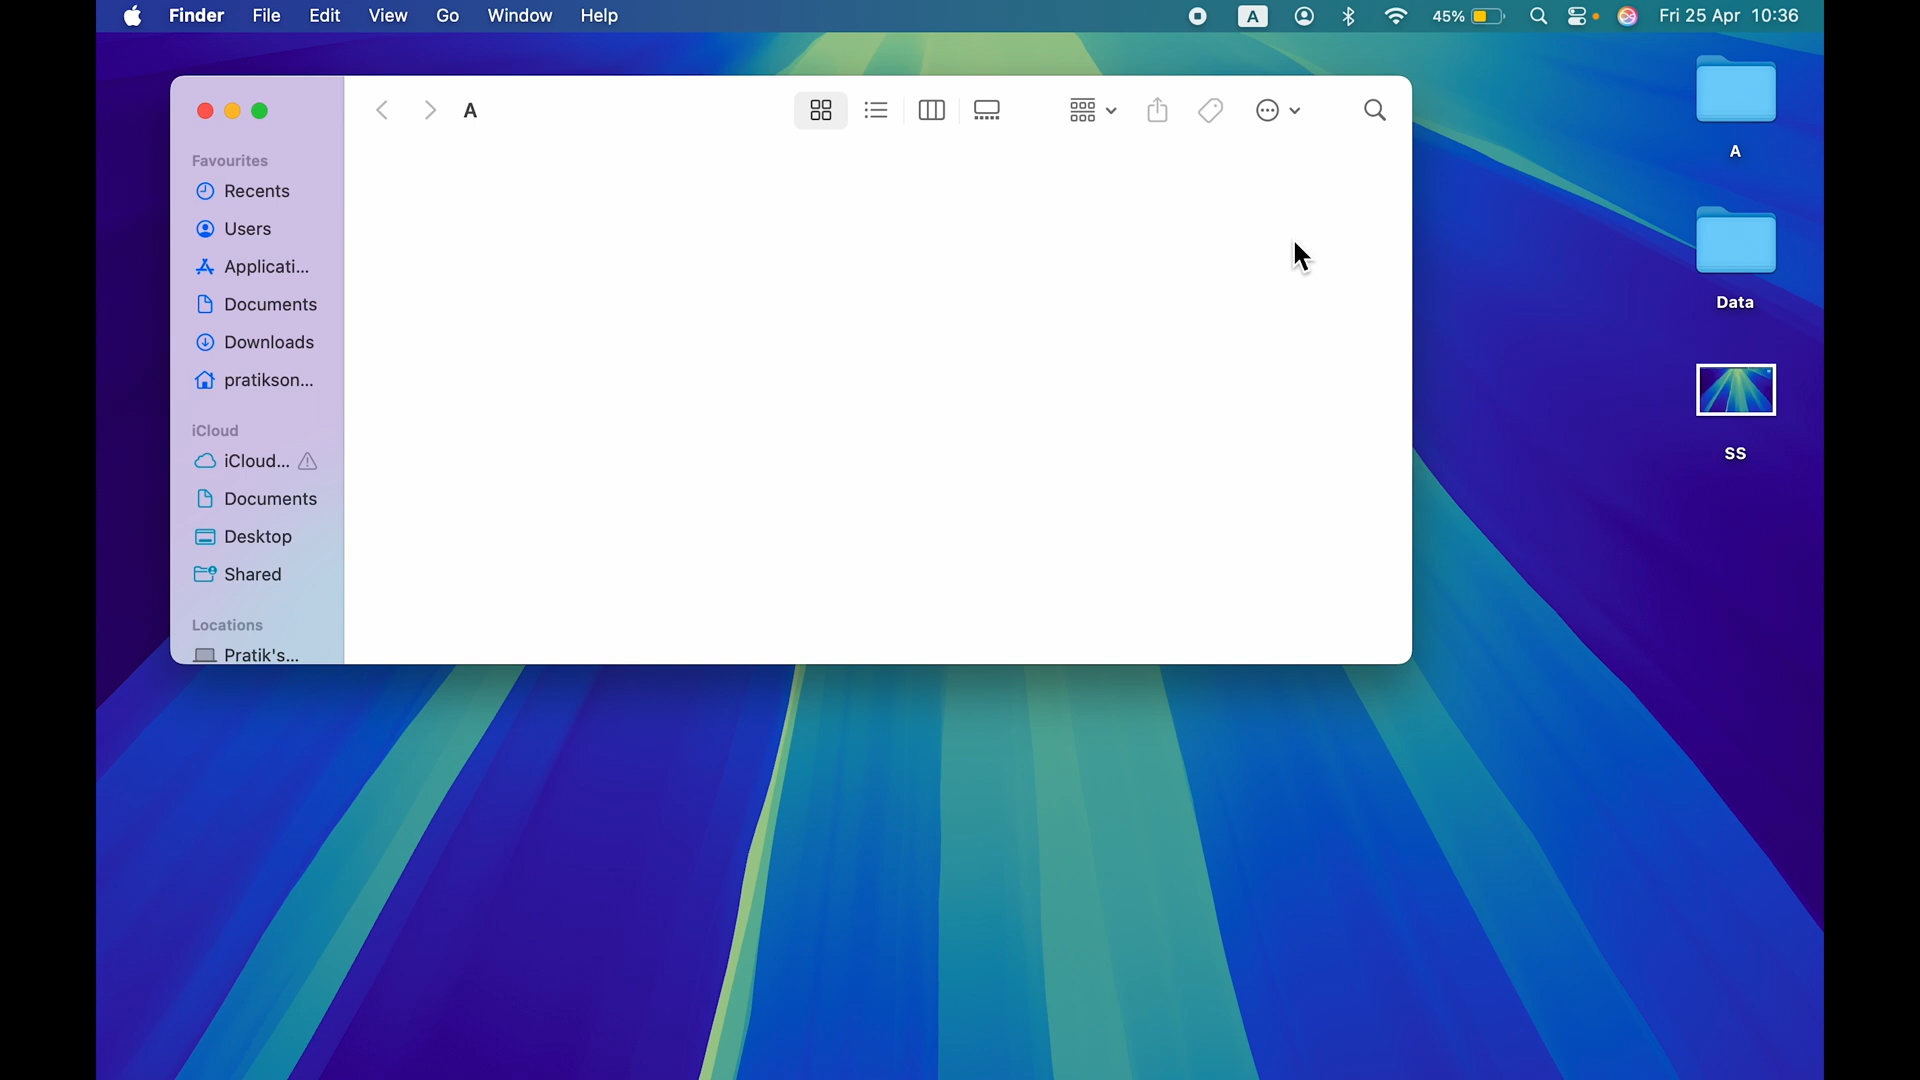 Finder File Edit View Go Window Help A 45% Fri 25 Apr 10:36
A
Favourites
Recents
Users
Applicati...
Documents
Downloads
pratikson...
iCloud
iCloud...
Documents
Desktop
Shared
Locations
Pratik's...
A
Data
SS